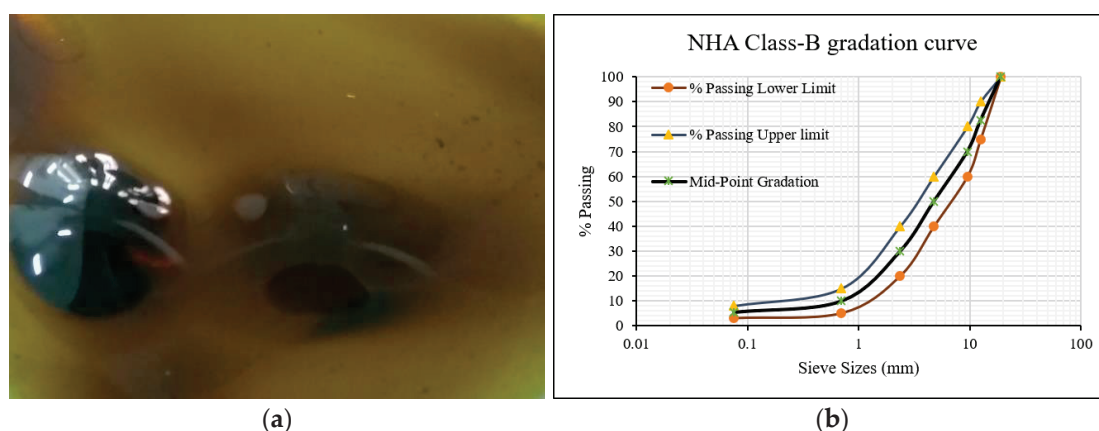 NHA Class-B gradation curve
% Passing
100
90
80
70
60
50
40
30
20
10
0
% Passing Lower Limit
% Passing Upper limit
Mid-Point Gradation
0.01 0.1 1 10 100
Sieve Sizes (mm)
(a) (b)